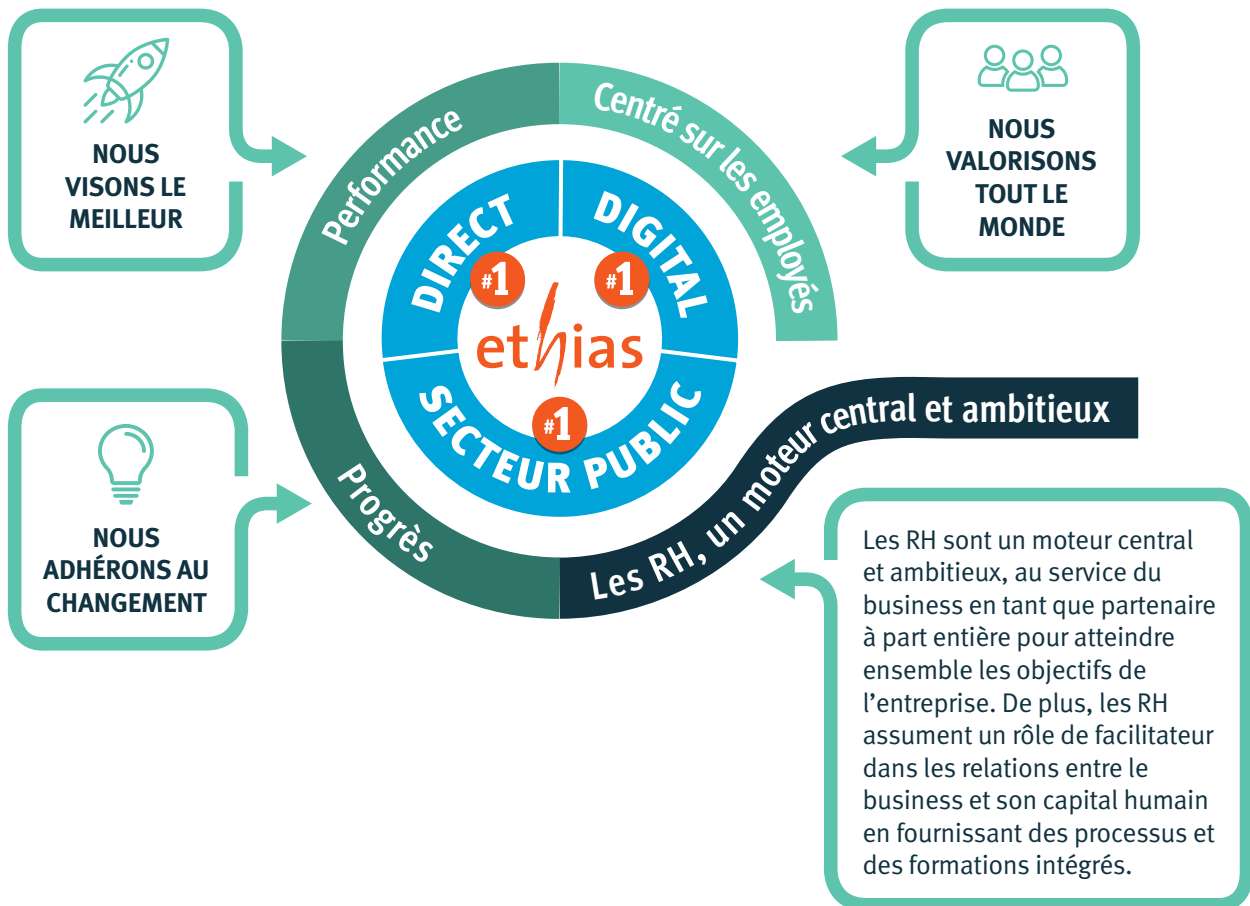 NOUS
VISONS LE
MEILLEUR
Performance
Centré sur les employés
NOUS
VALORISONS
TOUT LE
MONDE
DIRECT
DIGITAL
#1
#1
ethias
#1
SECTEUR PUBLIC
NOUS
ADHÉRONS AU
CHANGEMENT
Progrès
Les RH, un moteur central et ambitieux
Les RH sont un moteur central
et ambitieux, au service du
business en tant que partenaire
à part entière pour atteindre
ensemble les objectifs de
l’entreprise. De plus, les RH
assument un rôle de facilitateur
dans les relations entre le
business et son capital humain
en fournissant des processus et
des formations intégrés.